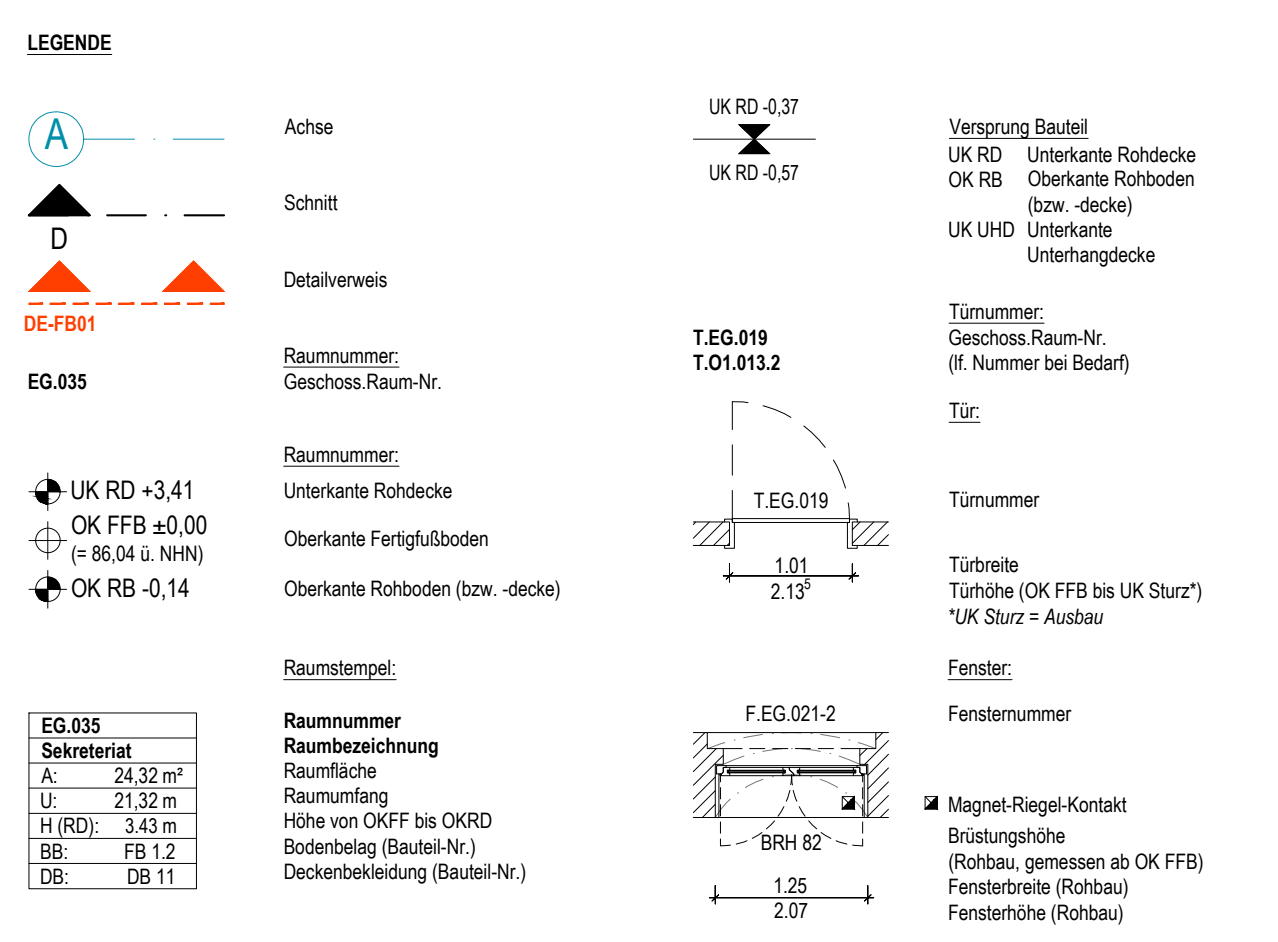 LEGENDE
A
Achse
D
Schnitt
DE-FB01
Detailverweis
Raumnummer:
EG.035
Geschoss.Raum-Nr.
Raumnummer:
UK RD +3,41
Unterkante Rohdecke
OK FFB ±0,00
(= 86,04 ü. NHN)
Oberkante Fertigfußboden
OK RB -0,14
Oberkante Rohboden (bzw. -decke)
Raumstempel:
EG.035
Raumnummer
Sekreteriat
Raumbezeichnung
A: 24,32 m²
Raumfläche
U: 21,32 m
Raumumfang
H (RD): 3.43 m
Höhe von OKFF bis OKRD
BB: FB 1.2
Bodenbelag (Bauteil-Nr.)
DB: DB 11
Deckenbekleidung (Bauteil-Nr.)
UK RD -0,37
UK RD -0,57
Versprung Bauteil
UK RD Unterkante Rohdecke
OK RB Oberkante Rohboden
(bzw. -decke)
UK UHD Unterkante
Unterhangdecke
Türnummer:
T.EG.019
Geschoss.Raum-Nr.
T.O1.013.2
(lf. Nummer bei Bedarf)
Tür:
T.EG.019
Türnummer
1.01
Türbreite
2.13⁵
Türhöhe (OK FFB bis UK Sturz*)
*UK Sturz = Ausbau
Fenster:
F.EG.021-2
Fensternummer
Magnet-Riegel-Kontakt
BRH 82
Brüstungshöhe
(Rohbau, gemessen ab OK FFB)
1.25
Fensterbreite (Rohbau)
2.07
Fensterhöhe (Rohbau)